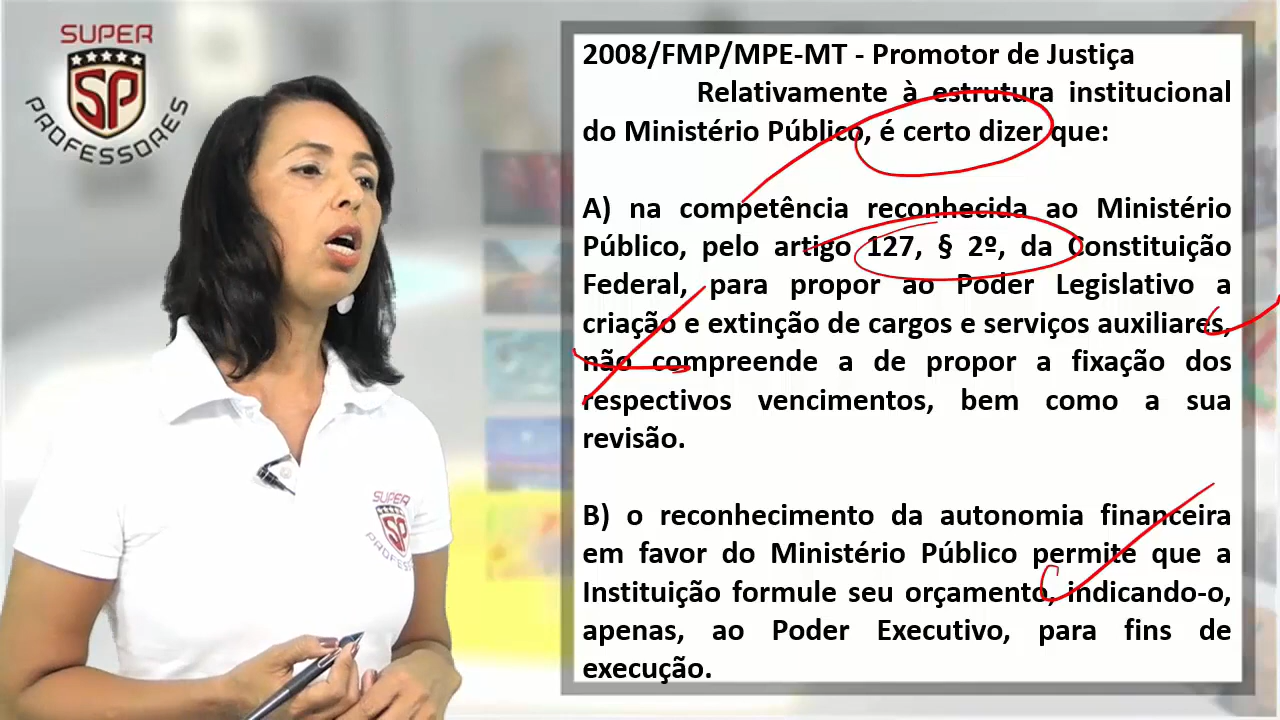 SUPER
SP
PROFESSORES
2008/FMP/MPE-MT - Promotor de Justiça
Relativamente à estrutura institucional
do Ministério Público, é certo dizer que:
A) na competência reconhecida ao Ministério
Público, pelo artigo 127, § 2º, da Constituição
Federal, para propor ao Poder Legislativo a
criação e extinção de cargos e serviços auxiliares,
não compreende a de propor a fixação dos
respectivos vencimentos, bem como a sua
revisão.
B) o reconhecimento da autonomia financeira
em favor do Ministério Público permite que a
Instituição formule seu orçamento, indicando-o,
apenas, ao Poder Executivo, para fins de
execução.
SUPER
SP
PROFESSORES